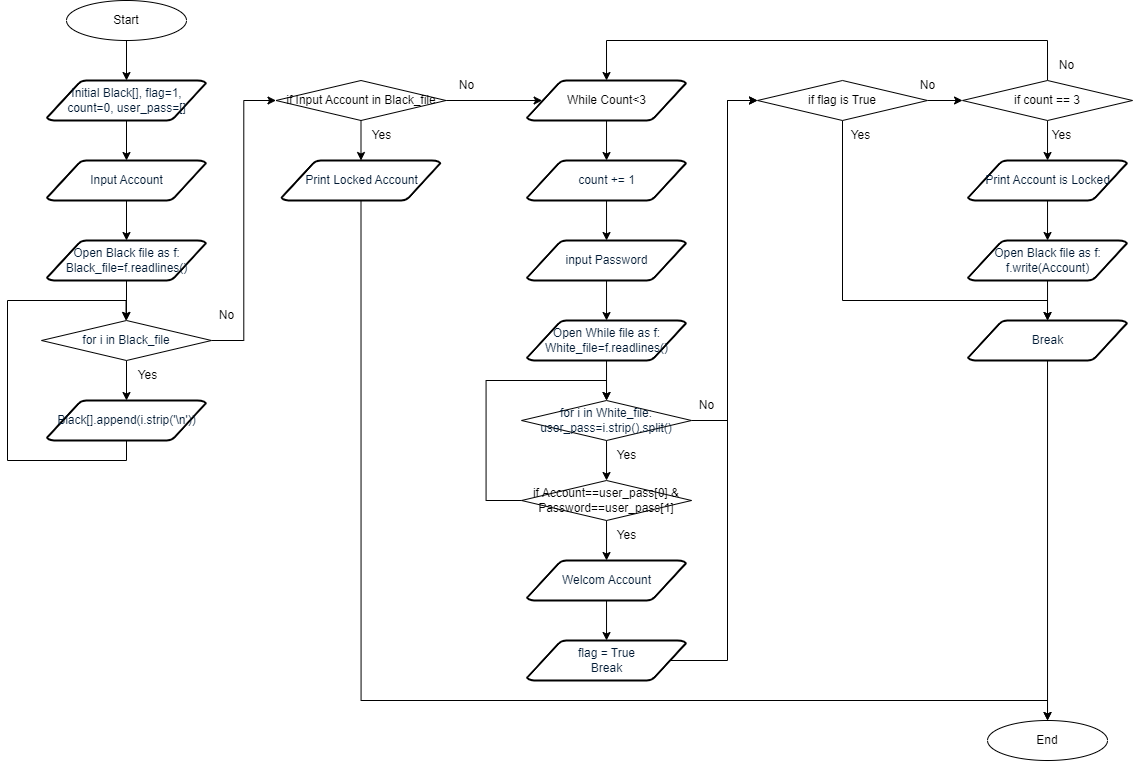 Start
Initial Black[], flag=1,
count=0, user_pass=[]
Input Account
Open Black file as f:
Black_file=f.readlines()
for i in Black_file
No
Yes
Black[].append(i.strip('\n'))
if Input Account in Black_file
No
Yes
Print Locked Account
While Count<3
count += 1
input Password
Open While file as f:
White_file=f.readlines()
for i in White_file:
user_pass=i.strip().split()
No
Yes
if Account==user_pass[0] &
Password==user_pass[1]
Yes
Welcom Account
flag = True
Break
if flag is True
No
Yes
if count == 3
No
Yes
Print Account is Locked
Open Black file as f:
f.write(Account)
Break
End